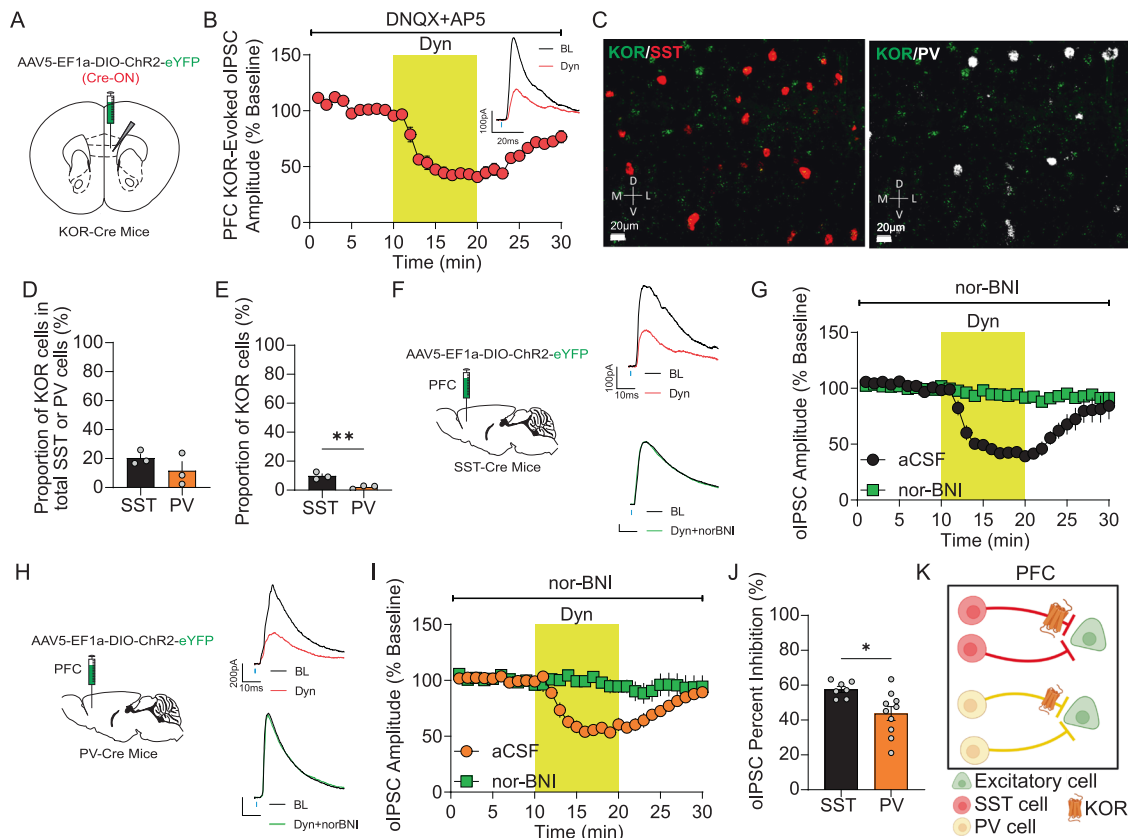 A
AAV5-EF1a-DIO-ChR2-eYFP
(Cre-ON)
KOR-Cre Mice
B
DNQX+AP5
Dyn
BL
Dyn
100pA
20ms
PFC KOR-Evoked oIPSC
Amplitude (% Baseline)
150
100
50
0
0 5 10 15 20 25 30
Time (min)
C
KOR/SST
D
M L
V
20µm
KOR/PV
D
M L
V
20µm
D
Proportion of KOR cells in
total SST or PV cells (%)
100
80
60
40
20
0
SST PV
E
Proportion of KOR cells (%)
100
80
60
40
20
0
**
SST PV
F
AAV5-EF1a-DIO-ChR2-eYFP
PFC
SST-Cre Mice
100pA
10ms
BL
Dyn
BL
Dyn+norBNI
G
nor-BNI
Dyn
oIPSC Amplitude (% Baseline)
150
100
50
0
aCSF
nor-BNI
0 5 10 15 20 25 30
Time (min)
H
AAV5-EF1a-DIO-ChR2-eYFP
PFC
PV-Cre Mice
200pA
10ms
BL
Dyn
BL
Dyn+norBNI
I
nor-BNI
Dyn
oIPSC Amplitude (% Baseline)
150
100
50
0
aCSF
nor-BNI
0 5 10 15 20 25 30
Time (min)
J
oIPSC Percent Inhibition (%)
100
80
60
40
20
0
*
SST PV
K
PFC
Excitatory cell
SST cell
KOR
PV cell